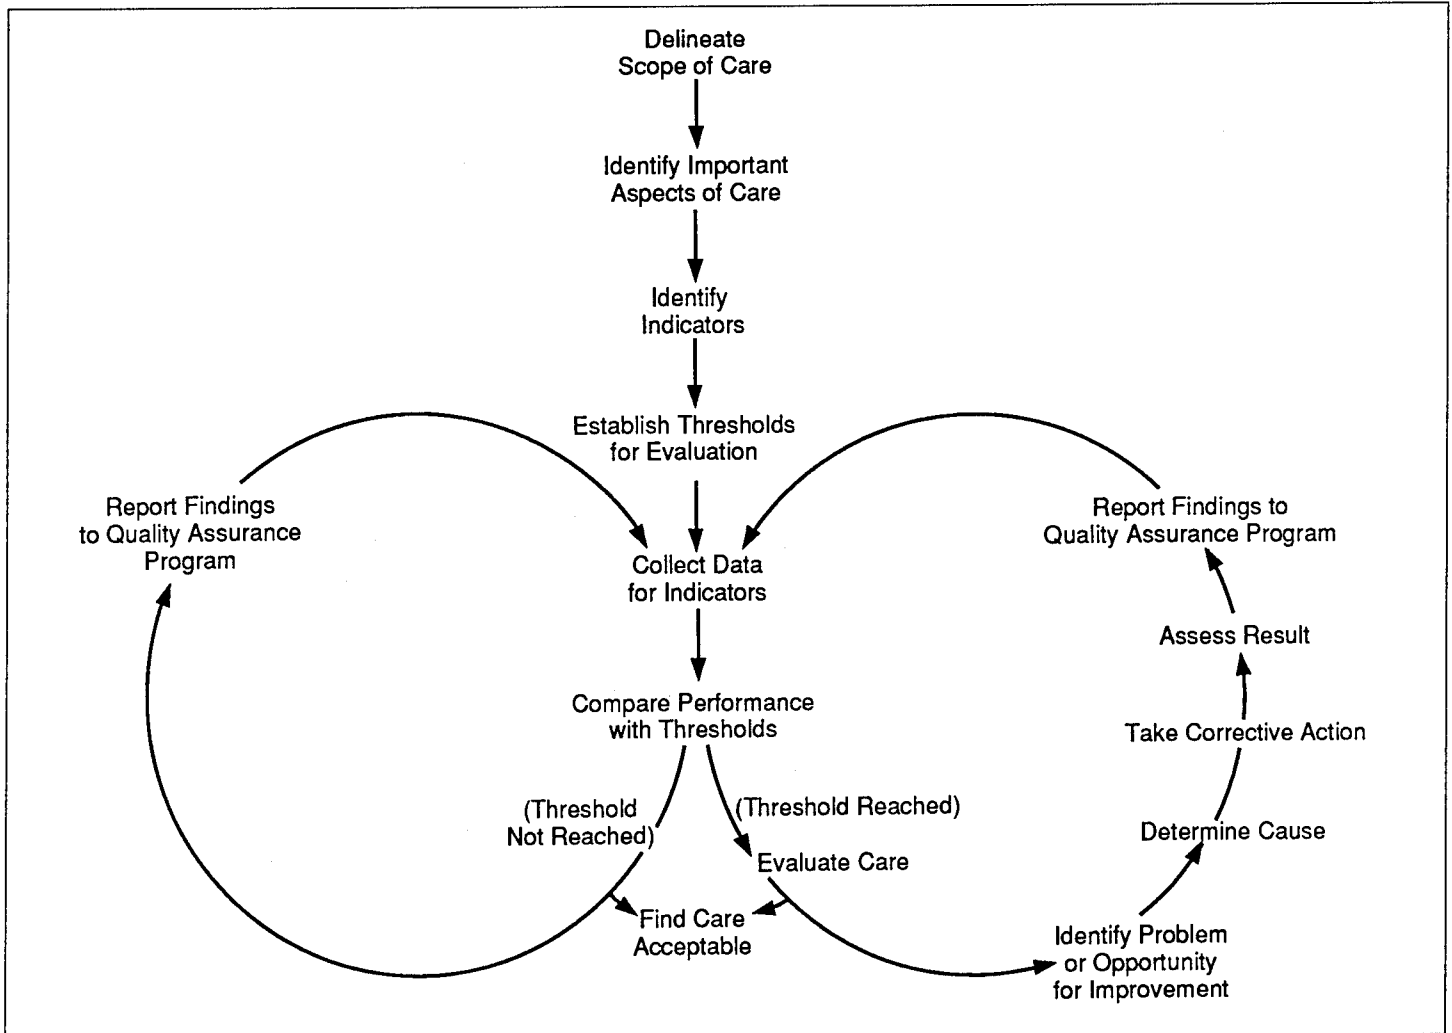 Delineate
Scope of Care
Identify Important
Aspects of Care
Identify
Indicators
Establish Thresholds
for Evaluation
Report Findings
to Quality Assurance
Program
Report Findings to
Quality Assurance Program
Collect Data
for Indicators
Assess Result
Compare Performance
with Thresholds
Take Corrective Action
(Threshold
Not Reached)
(Threshold Reached)
Determine Cause
Evaluate Care
Find Care
Acceptable
Identify Problem
or Opportunity
for Improvement